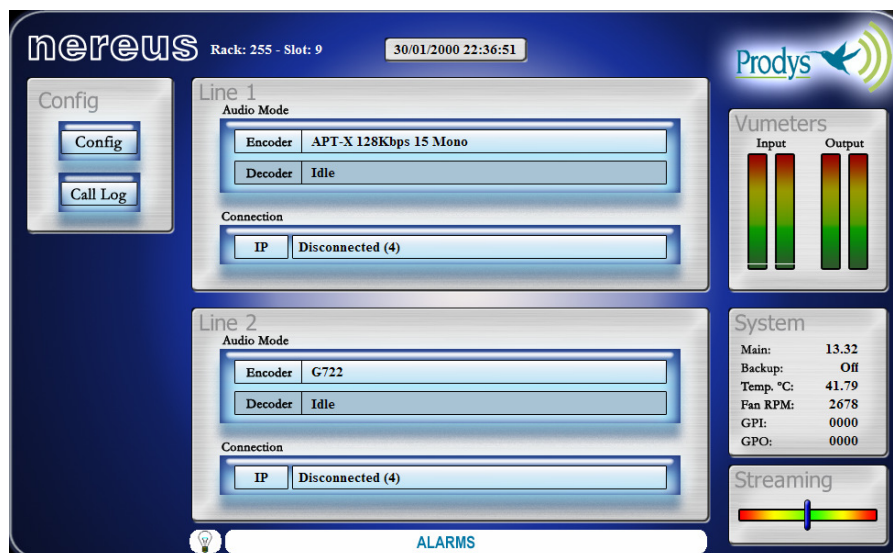 nereus Rack: 255 - Slot: 9 30/01/2000 22:36:51
Prodys
Config
Config
Call Log
Line 1
Audio Mode
Encoder APT-X 128Kbps 15 Mono
Decoder Idle
Connection
IP Disconnected (4)
Line 2
Audio Mode
Encoder G722
Decoder Idle
Connection
IP Disconnected (4)
Vumeters
Input Output
System
Main: 13.32
Backup: Off
Temp. ºC: 41.79
Fan RPM: 2678
GPI: 0000
GPO: 0000
Streaming
ALARMS